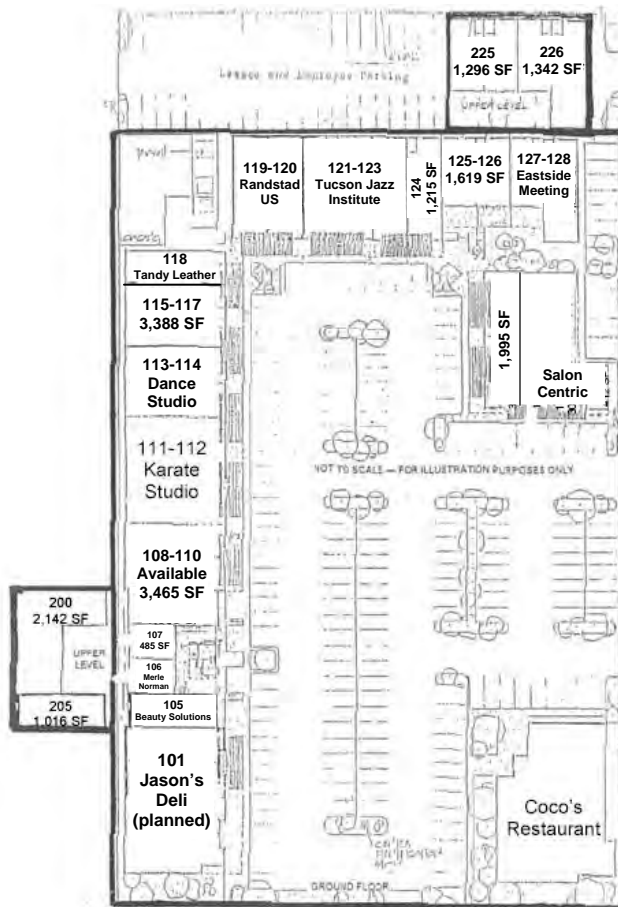 225
1,296 SF
226
1,342 SF
Lessee and Employee Parking
UPPER LEVEL
119-120
Randstad
US
121-123
Tucson Jazz
Institute
124
1,215 SF
125-126
1,619 SF
127-128
Eastside
Meeting
118
Tandy Leather
115-117
3,388 SF
113-114
Dance
Studio
1,995 SF
Salon
Centric
111-112
Karate
Studio
NOT TO SCALE — FOR ILLUSTRATION PURPOSES ONLY
108-110
Available
3,465 SF
200
2,142 SF
UPPER
LEVEL
205
1,016 SF
107
485 SF
106
Merle
Norman
105
Beauty Solutions
101
Jason's
Deli
(planned)
Coco's
Restaurant
GROUND FLOOR